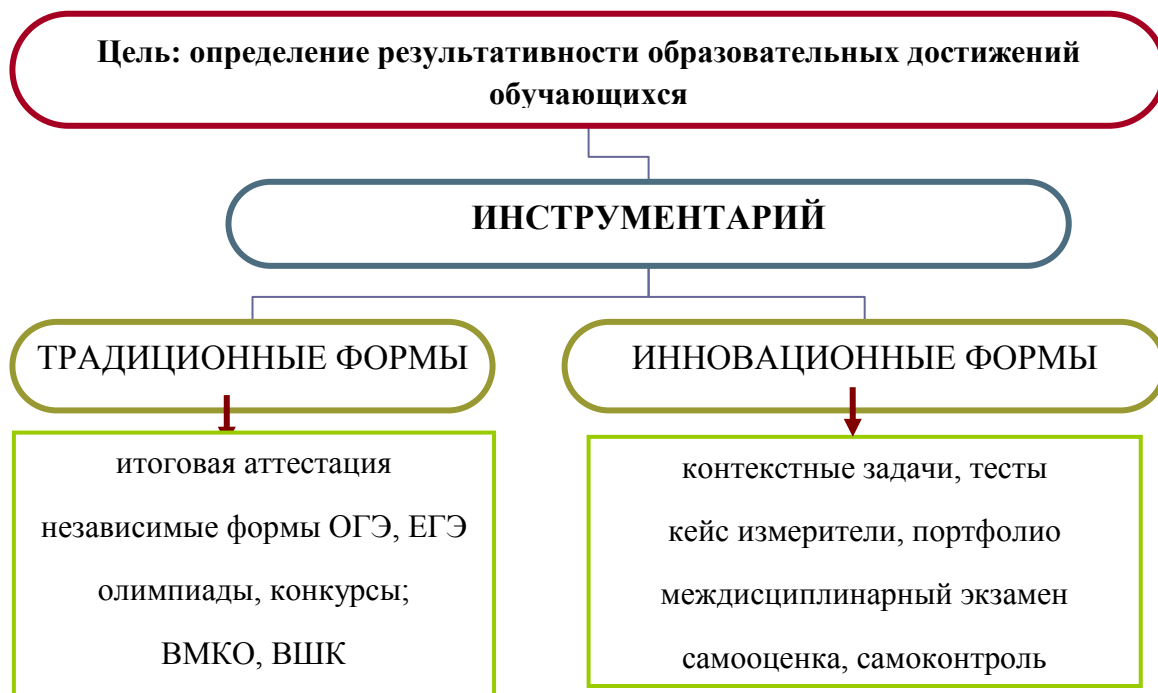 Цель: определение результативности образовательных достижений
обучающихся
ИНСТРУМЕНТАРИЙ
ТРАДИЦИОННЫЕ ФОРМЫ
ИННОВАЦИОННЫЕ ФОРМЫ
итоговая аттестация
независимые формы ОГЭ, ЕГЭ
олимпиады, конкурсы;
ВМКО, ВШК
контекстные задачи, тесты
кейс измерители, портфолио
междисциплинарный экзамен
самооценка, самоконтроль